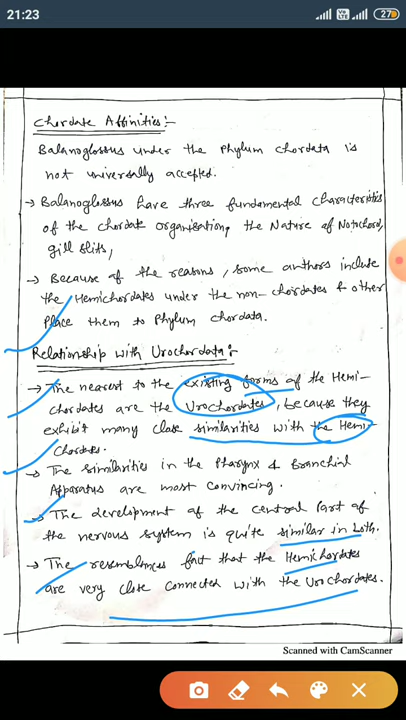 21:23
27
Chordate Affinities:-
Balanoglossus under the Phylum chordata is
not universally accepted.
→ Balanoglossus have three fundamental characteristics
of the chordate organisation, the Nature of Notochord,
gill slits,
→ Because of the reasons, some authors include
the Hemichordates under the non-chordates & other
place them to Phylum chordata.
Relationship with Urochordata:-
→ The nearest to the existing forms of the Hemi-
chordates are the Urochordates, because they
exhibit many close similarities with the Hemi-
chordates.
→ The similarities in the Pharynx & Branchial
Apparatus are most convincing.
→ The development of the central Part of
the nervous system is quite similar in both.
→ The resemblances fact that the Hemichordates
are very close connected with the Urochordates.
Scanned with CamScanner